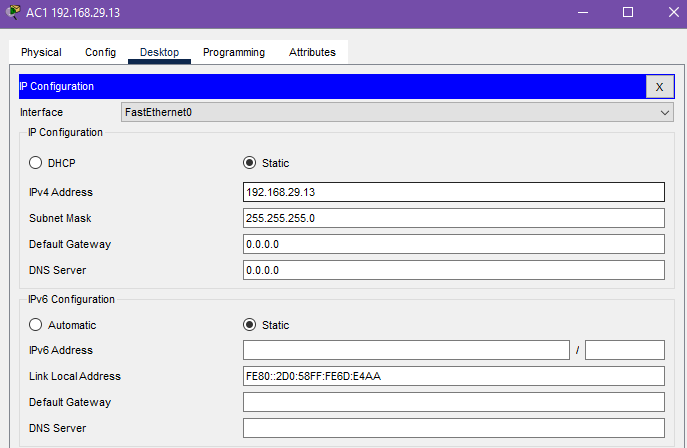 AC1 192.168.29.13
Physical Config Desktop Programming Attributes
IP Configuration X
Interface FastEthernet0
IP Configuration
DHCP Static
IPv4 Address 192.168.29.13
Subnet Mask 255.255.255.0
Default Gateway 0.0.0.0
DNS Server 0.0.0.0
IPv6 Configuration
Automatic Static
IPv6 Address /
Link Local Address FE80::2D0:58FF:FE6D:E4AA
Default Gateway
DNS Server